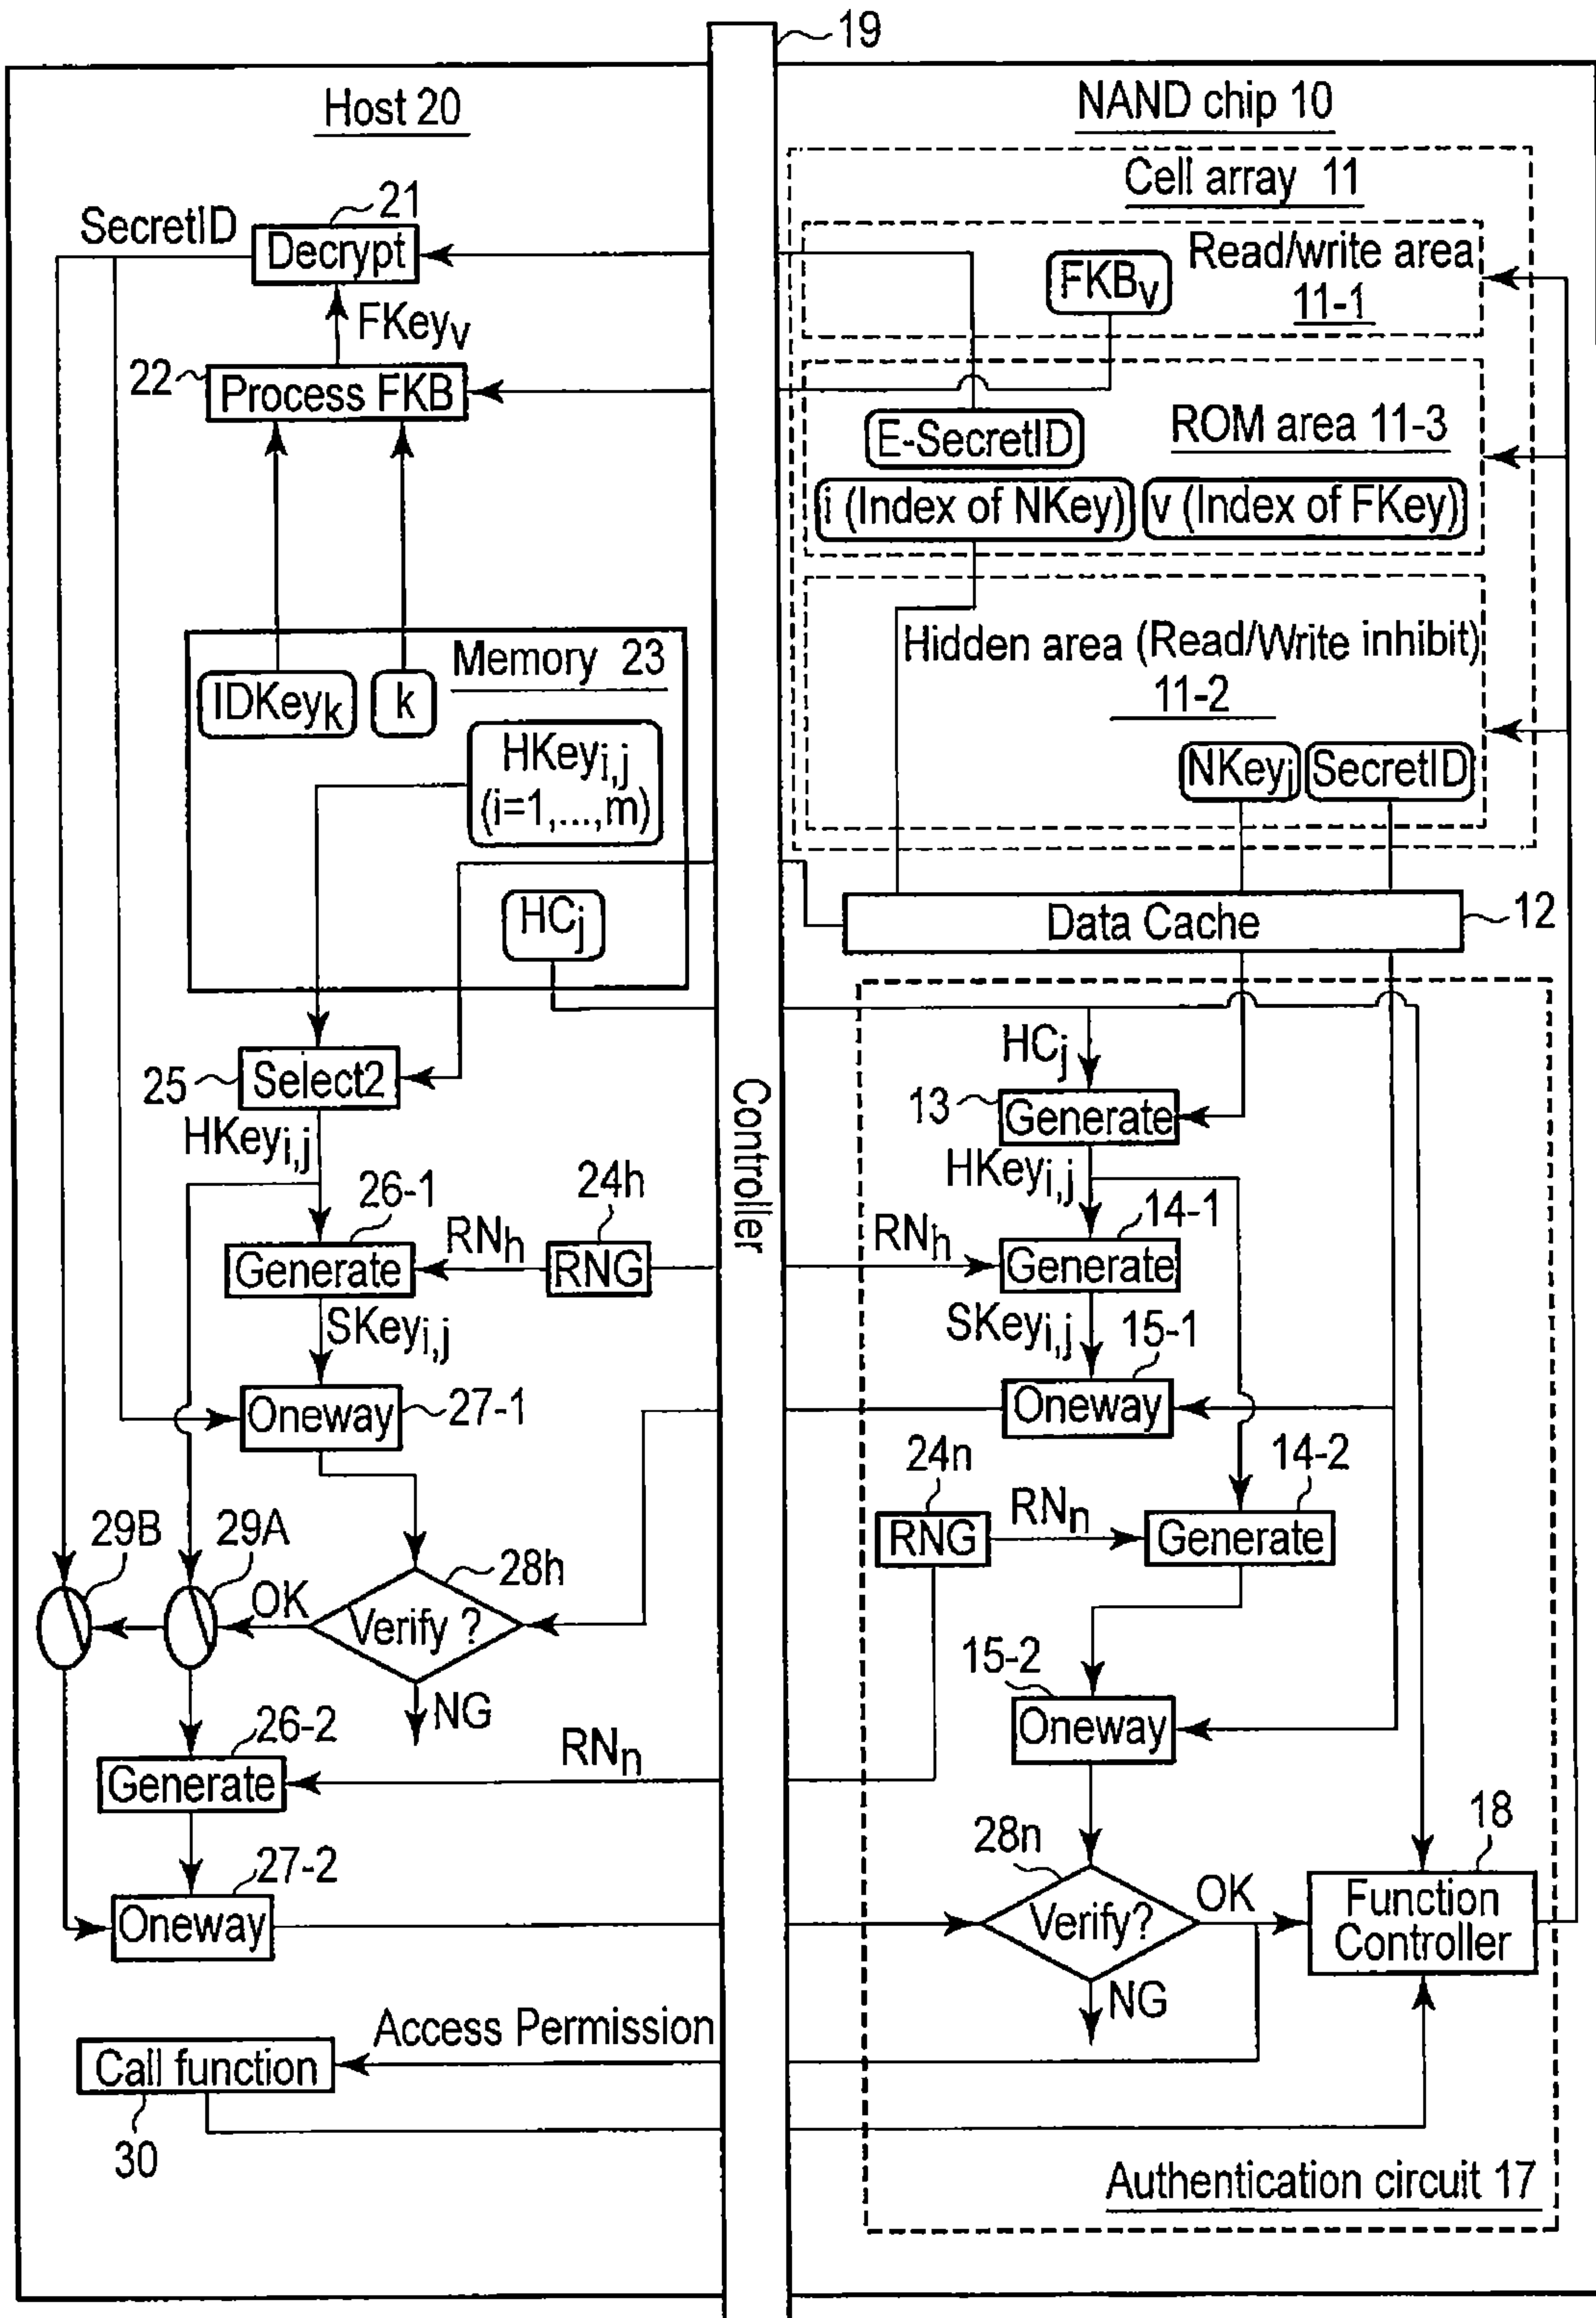 19
Host 20
NAND chip 10
Cell array 11
Read/write area
11-1
FKBv
SecretID
21
Decrypt
FKeyv
22
Process FKB
E-SecretID
ROM area 11-3
i (Index of NKey)
v (Index of FKey)
Hidden area (Read/Write inhibit)
11-2
NKeyi
SecretID
Memory 23
IDKeyk
k
HKeyi,j
(i=1,...,m)
HCj
Data Cache
12
Controller
25
Select2
HKeyi,j
26-1
24h
RNh
Generate
RNG
SKeyi,j
Oneway
27-1
HCj
13
Generate
HKeyi,j
14-1
RNh
Generate
SKeyi,j
15-1
Oneway
24n
14-2
RNG
RNn
Generate
29B
29A
28h
OK
Verify ?
NG
15-2
Oneway
26-2
RNn
Generate
27-2
Oneway
28n
18
Verify?
OK
NG
Function
Controller
Access Permission
Call function
30
Authentication circuit 17